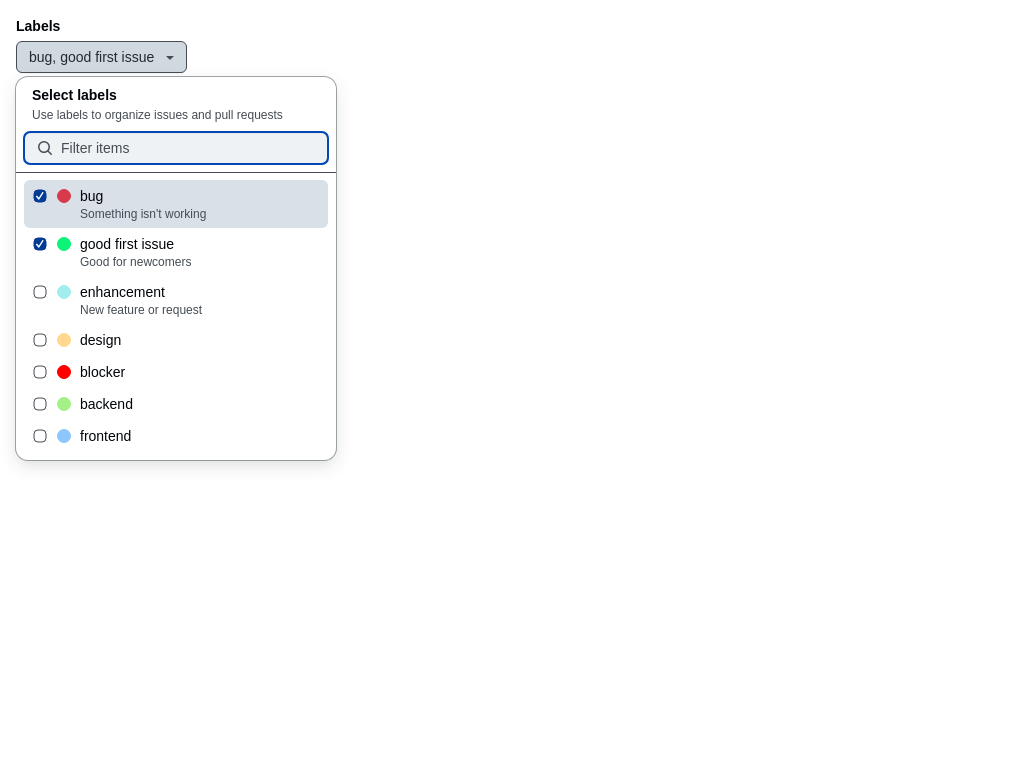 Labels
bug, good first issue
Select labels
Use labels to organize issues and pull requests
Filter items
bug
Something isn't working
good first issue
Good for newcomers
enhancement
New feature or request
design
blocker
backend
frontend